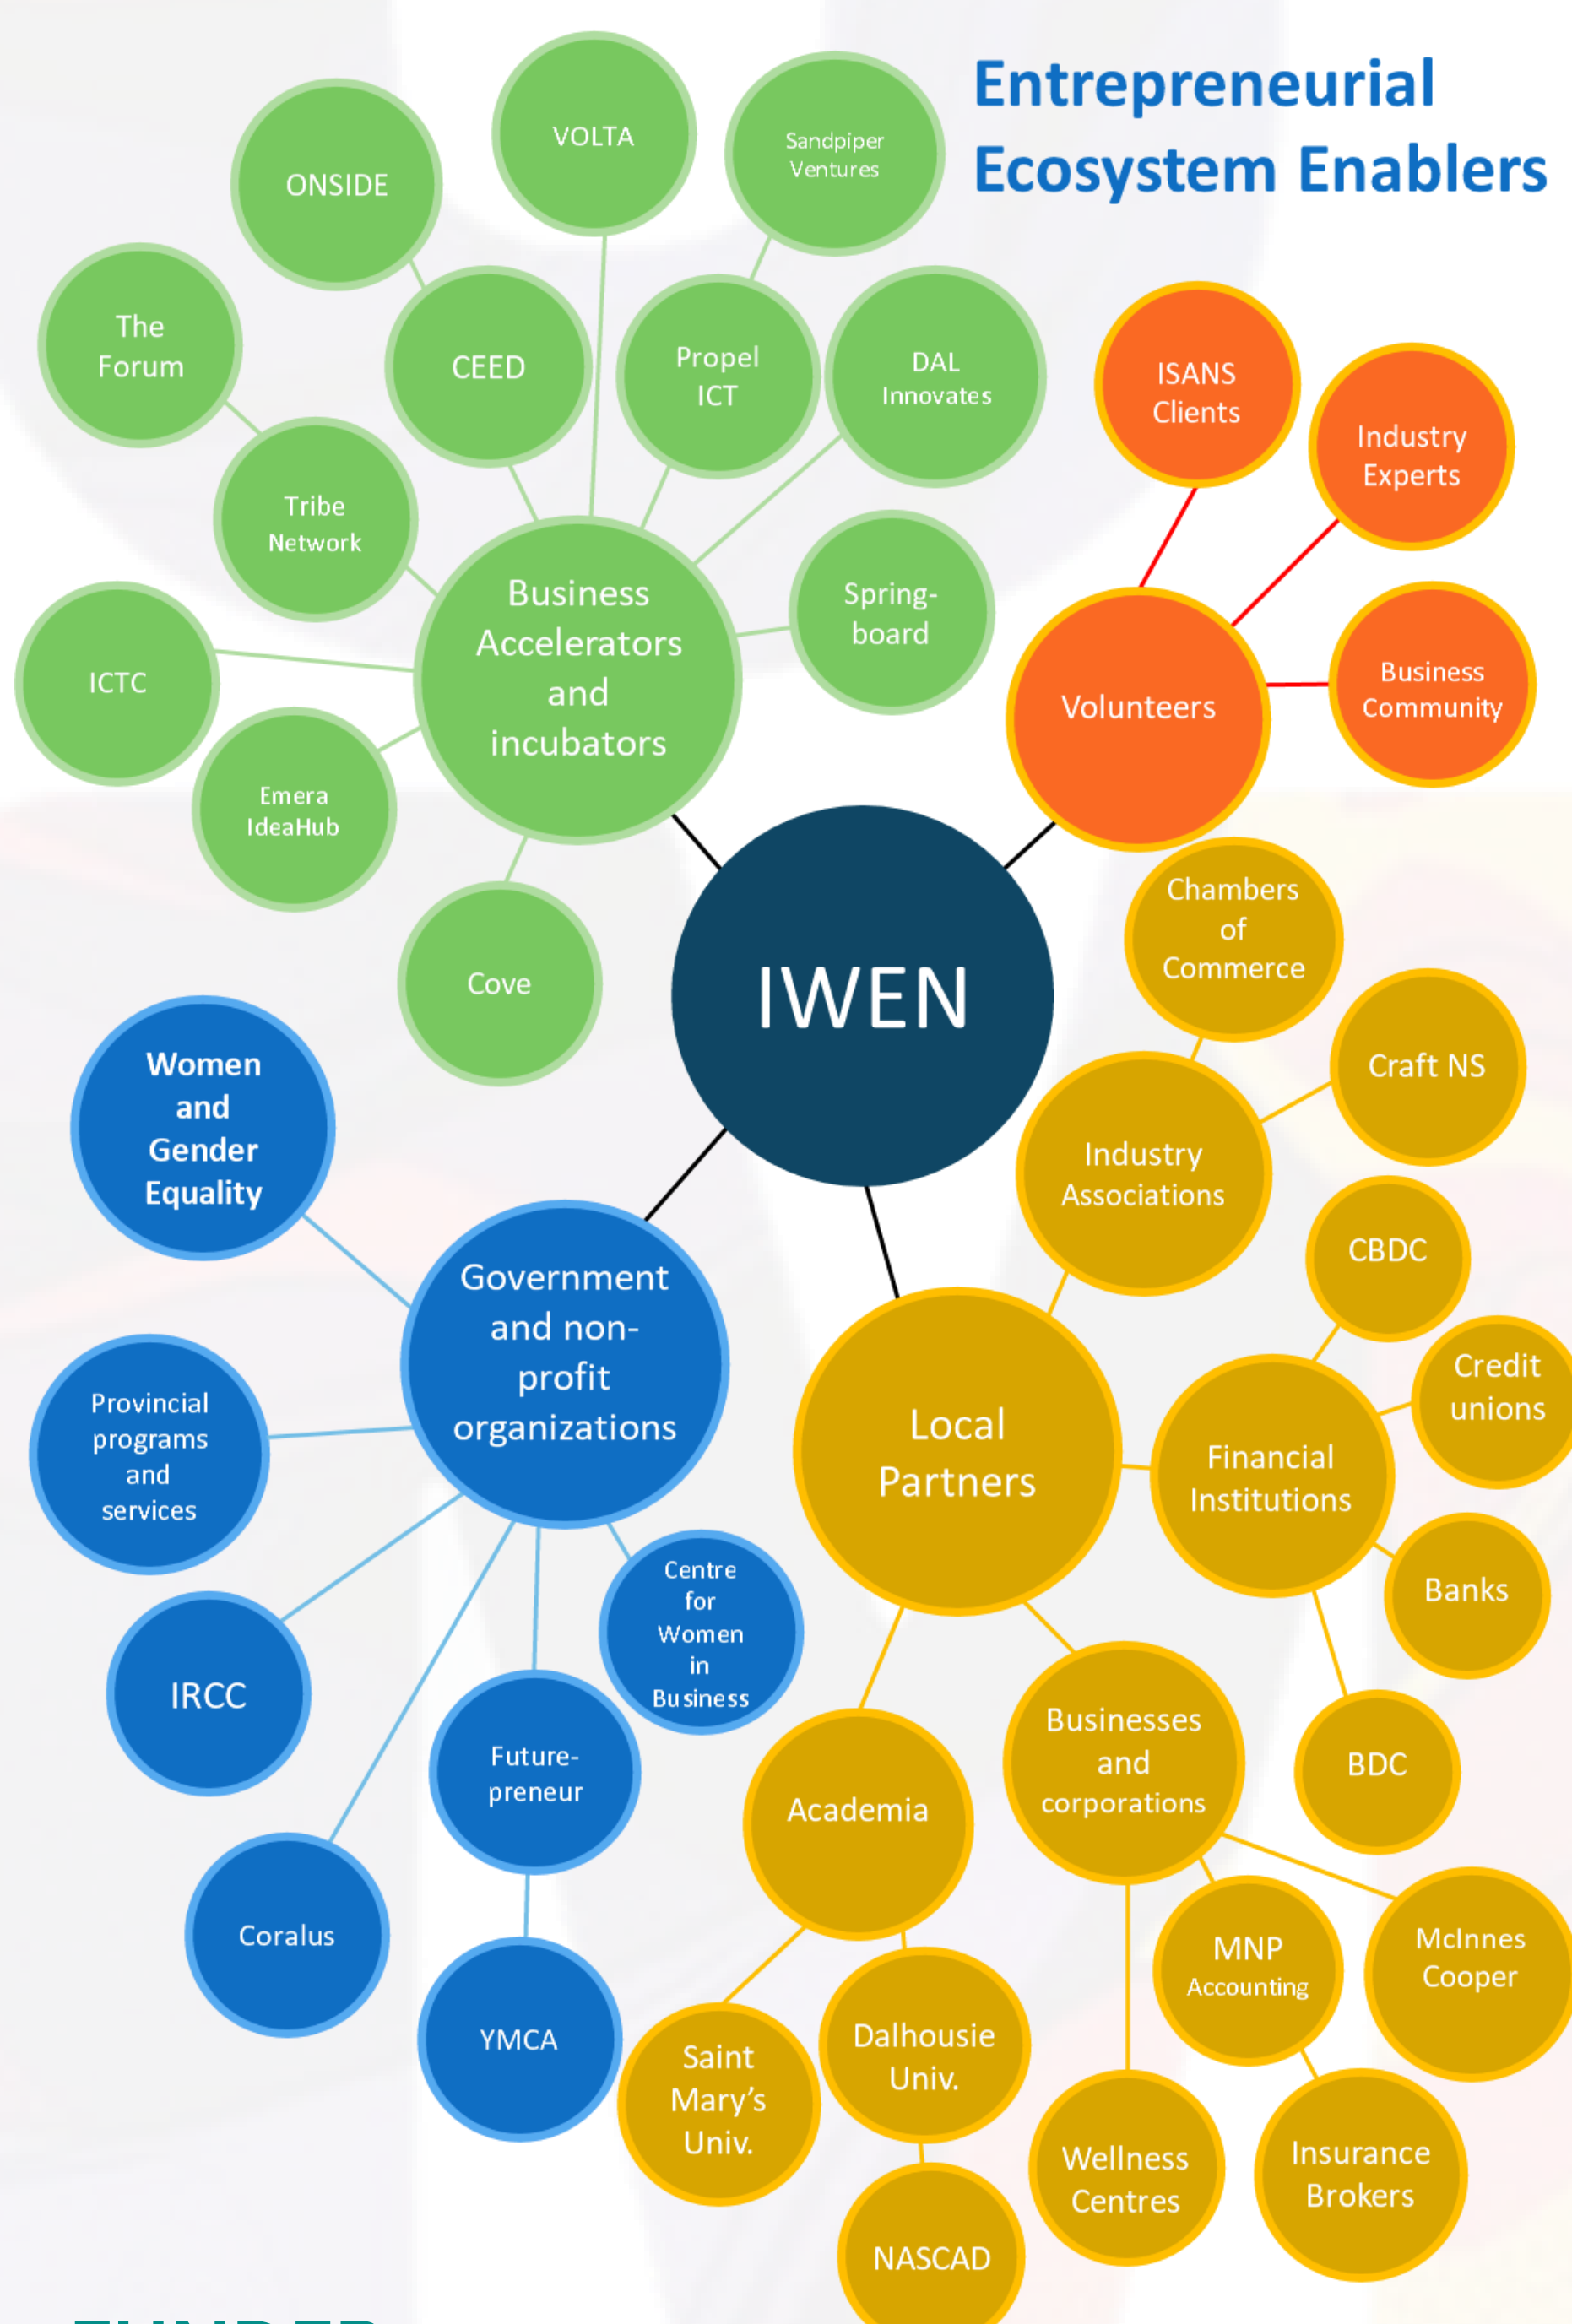 Entrepreneurial
Ecosystem Enablers
VOLTA
Sandpiper
Ventures
ONSIDE
The
Forum
CEED
Propel
ICT
DAL
Innovates
Tribe
Network
ICTC
Emera
IdeaHub
Cove
Spring-
board
Business
Accelerators
and
incubators
ISANS
Clients
Industry
Experts
Business
Community
Volunteers
IWEN
Chambers
of
Commerce
Craft NS
Industry
Associations
CBDC
Credit
unions
Financial
Institutions
Banks
BDC
Local
Partners
Women
and
Gender
Equality
Government
and non-
profit
organizations
Provincial
programs
and
services
IRCC
Coralus
Future-
preneur
Centre
for
Women
in
Business
YMCA
Academia
Saint
Mary’s
Univ.
Dalhousie
Univ.
NASCAD
Businesses
and
corporations
MNP
Accounting
McInnes
Cooper
Wellness
Centres
Insurance
Brokers